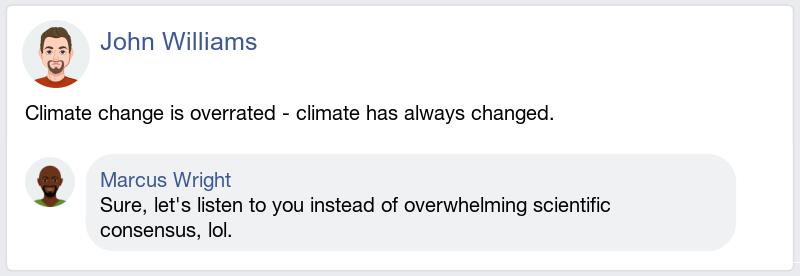 John Williams
Climate change is overrated - climate has always changed.
Marcus Wright
Sure, let's listen to you instead of overwhelming scientific
consensus, lol.